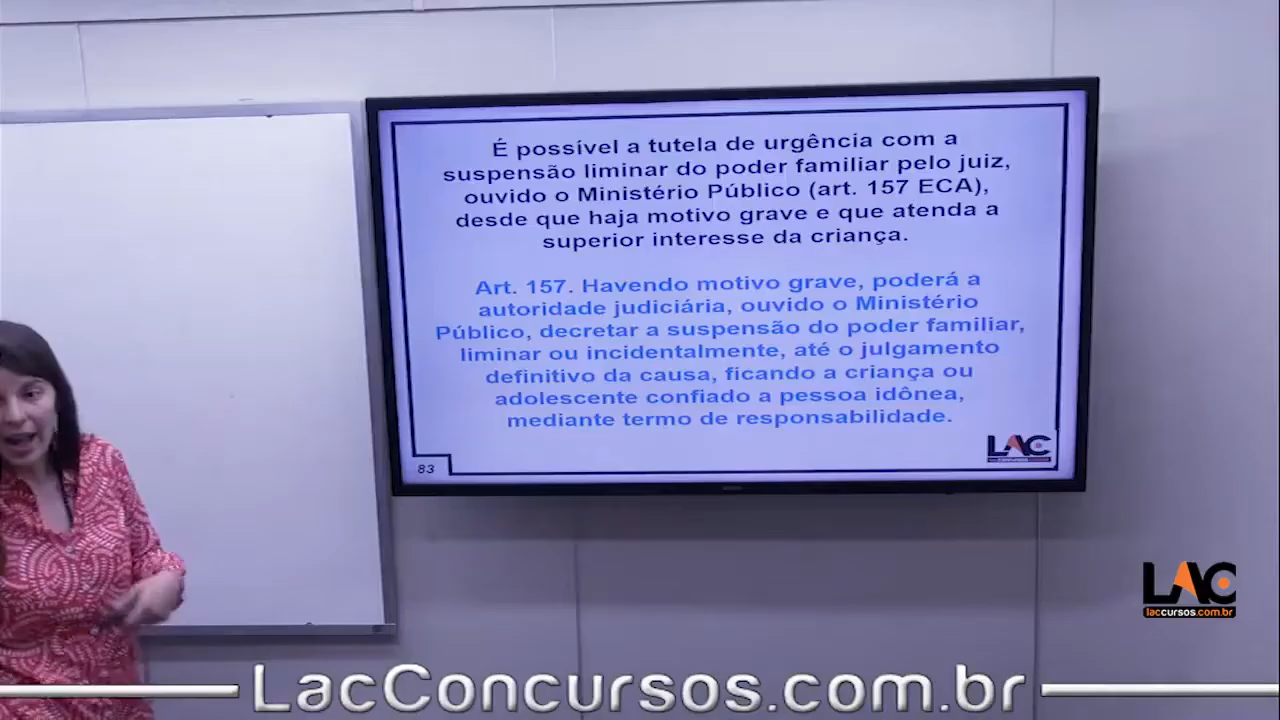 É possível a tutela de urgência com a
suspensão liminar do poder familiar pelo juiz,
ouvido o Ministério Público (art. 157 ECA),
desde que haja motivo grave e que atenda a
superior interesse da criança.
Art. 157. Havendo motivo grave, poderá a
autoridade judiciária, ouvido o Ministério
Público, decretar a suspensão do poder familiar,
liminar ou incidentalmente, até o julgamento
definitivo da causa, ficando a criança ou
adolescente confiado a pessoa idônea,
mediante termo de responsabilidade.
LAC
83
LAC
laccursos.com.br
LacConcursos.com.br